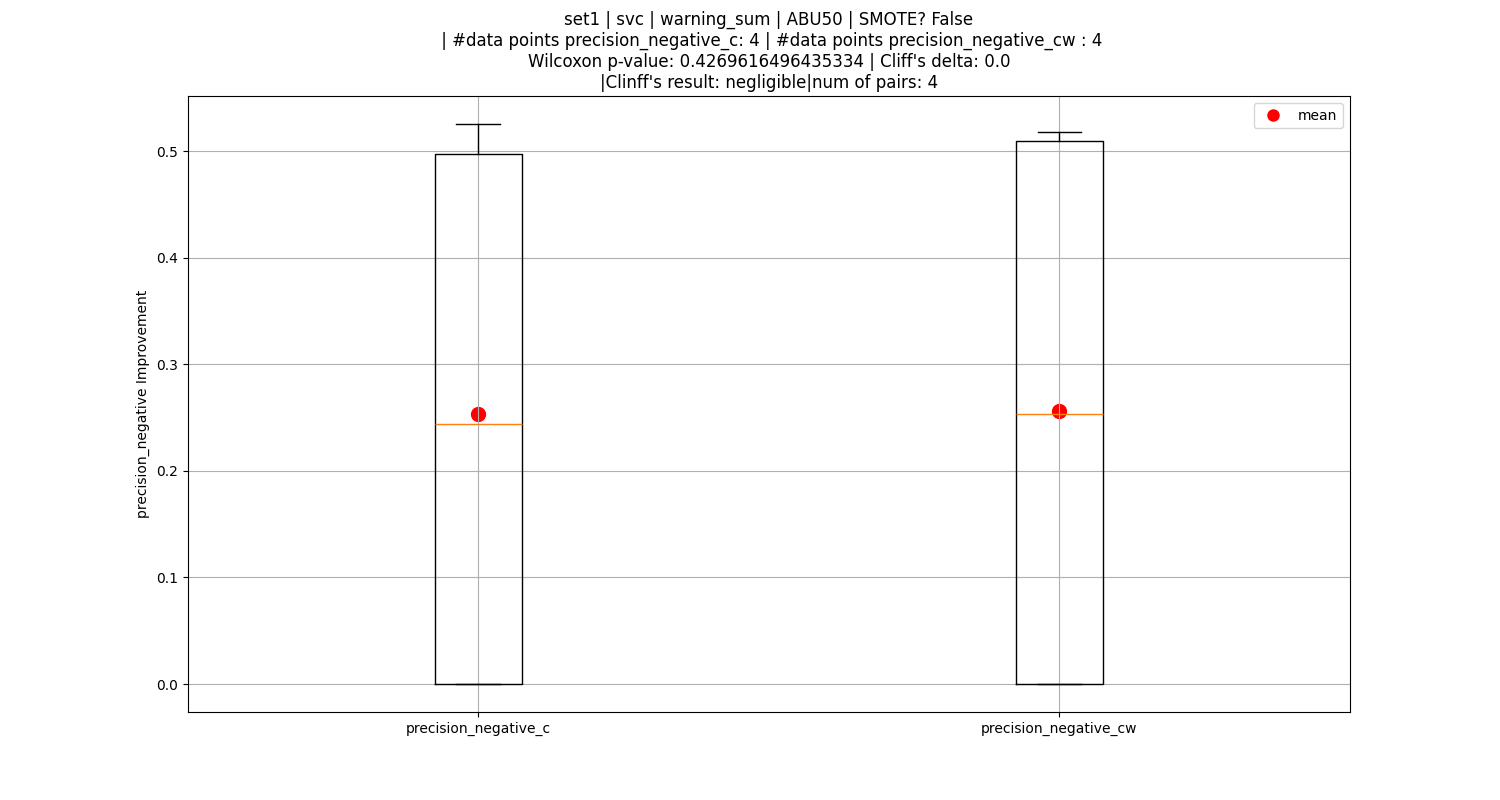 set1 | svc | warning_sum | ABU50 | SMOTE? False
| #data points precision_negative_c: 4 | #data points precision_negative_cw : 4
Wilcoxon p-value: 0.4269616496435334 | Cliff's delta: 0.0
|Clinff's result: negligible|num of pairs: 4
mean
0.5
0.4
0.3
0.2
0.1
0.0
precision_negative Improvement
precision_negative_c
precision_negative_cw